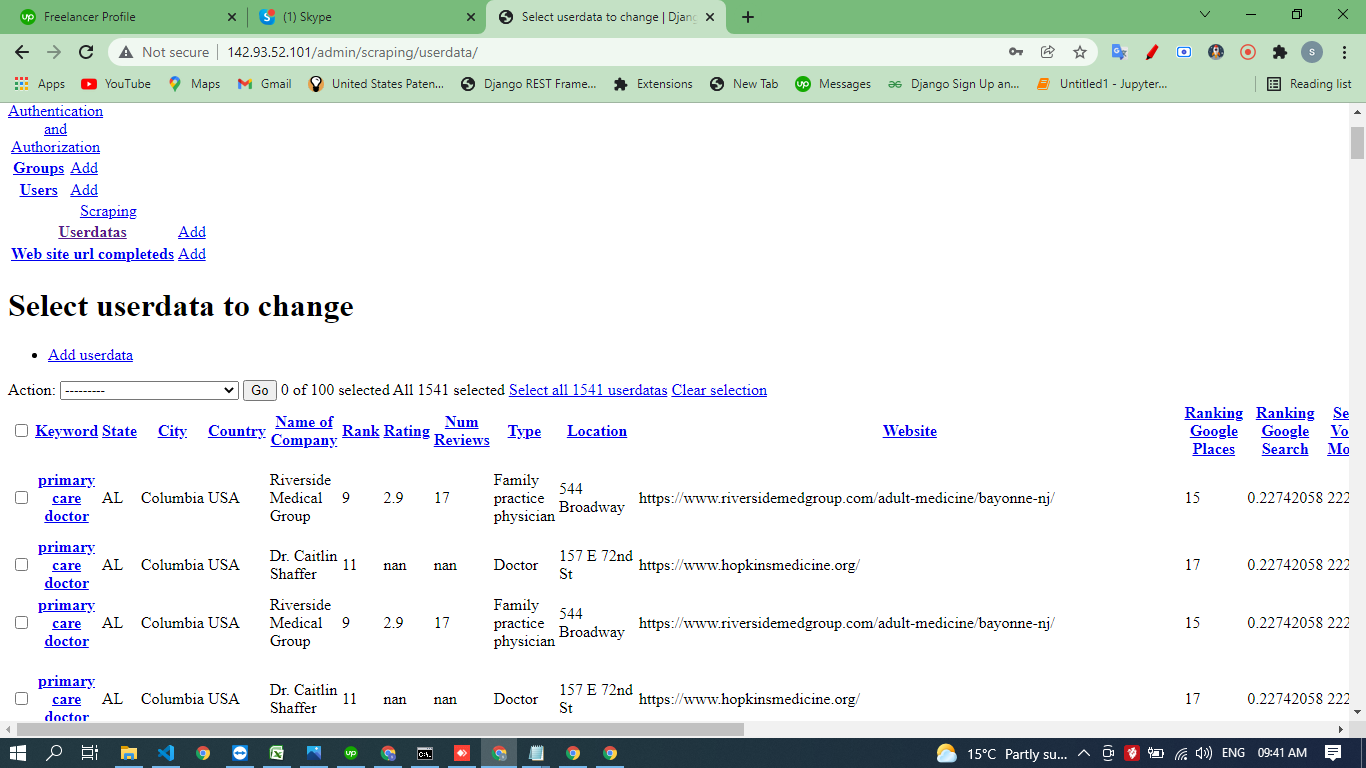 Freelancer Profile
(1) Skype
Select userdata to change | Djang
Not secure
142.93.52.101/admin/scraping/userdata/
S
Apps
YouTube
Maps
Gmail
United States Paten...
Django REST Frame...
Extensions
New Tab
Messages
Django Sign Up an...
Untitled1 - Jupyter...
Reading list
Authentication
and
Authorization
Groups Add
Users Add
Scraping
Userdatas Add
Web site url completeds Add
Select userdata to change
Add userdata
Action: --------- Go 0 of 100 selected All 1541 selected Select all 1541 userdatas Clear selection
Keyword State City Country Name of Company Rank Rating Num Reviews Type Location Website Ranking Google Places Ranking Google Search Se Vo Mo
primary care doctor AL Columbia USA Riverside Medical Group 9 2.9 17 Family practice physician 544 Broadway https://www.riversidemedgroup.com/adult-medicine/bayonne-nj/ 15 0.22742058 222
primary care doctor AL Columbia USA Dr. Caitlin Shaffer 11 nan nan Doctor 157 E 72nd St https://www.hopkinsmedicine.org/ 17 0.22742058 222
primary care doctor AL Columbia USA Riverside Medical Group 9 2.9 17 Family practice physician 544 Broadway https://www.riversidemedgroup.com/adult-medicine/bayonne-nj/ 15 0.22742058 222
primary care doctor AL Columbia USA Dr. Caitlin Shaffer 11 nan nan Doctor 157 E 72nd St https://www.hopkinsmedicine.org/ 17 0.22742058 222
15°C Partly su...
ENG
09:41 AM